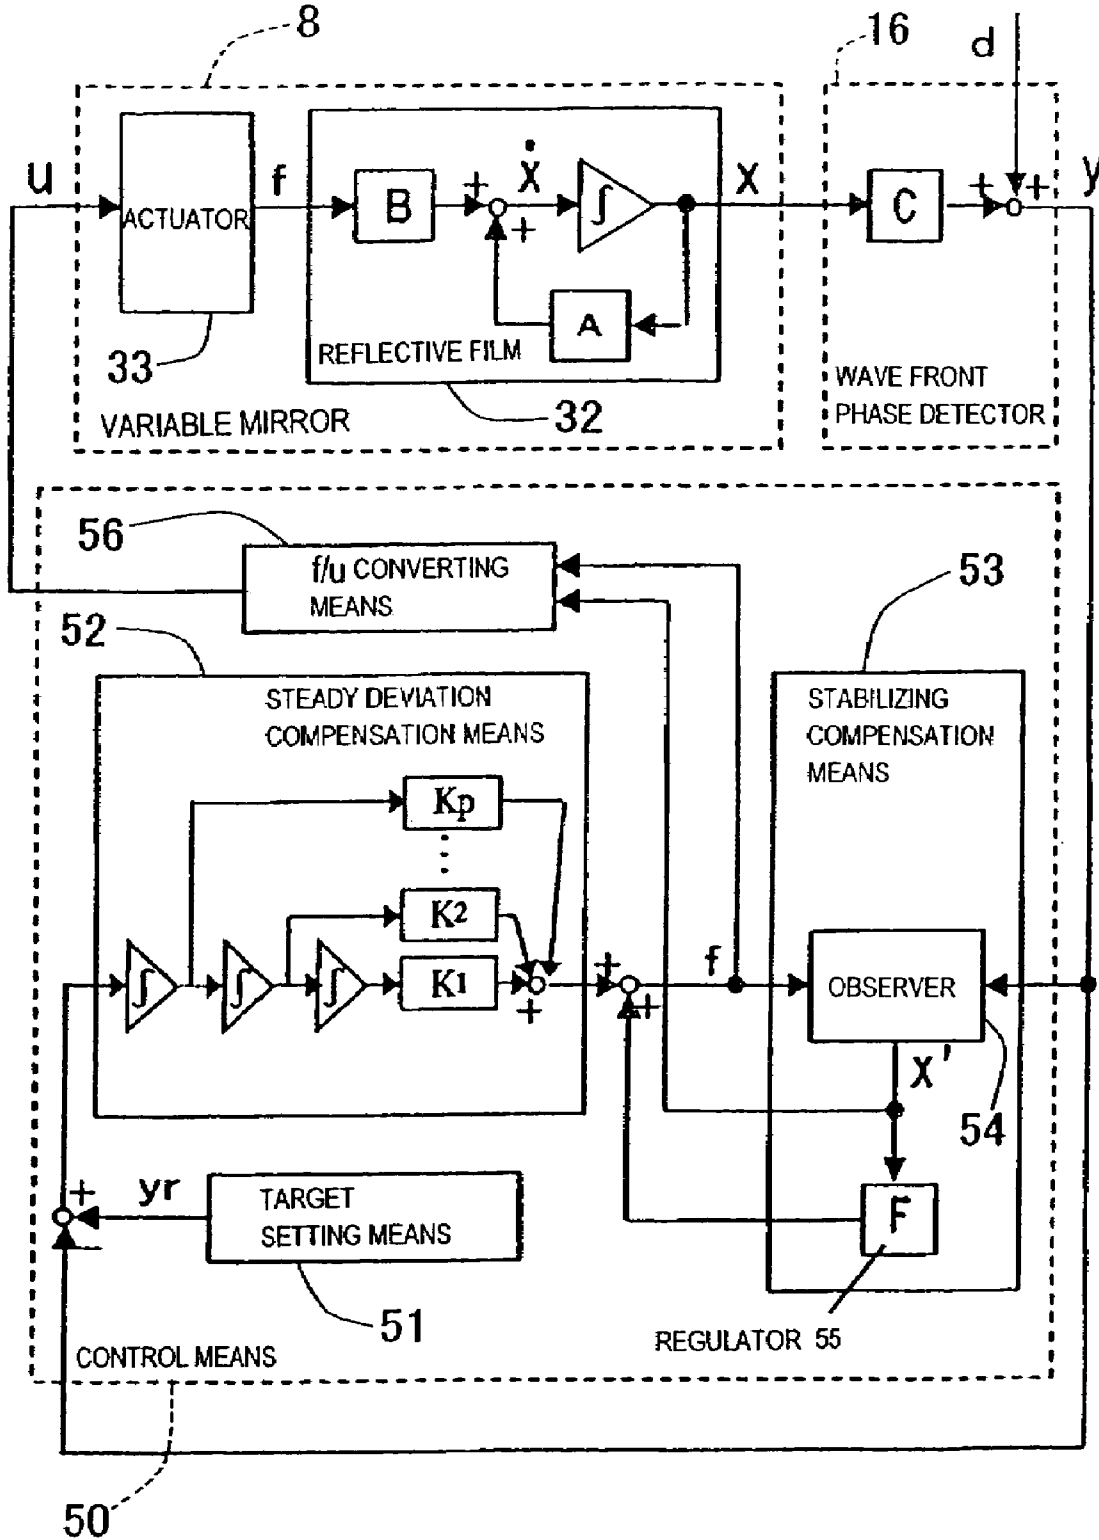 8
16
d
u
ACTUATOR
f
B
+
ẋ
+
∫
x
C
+
+
y
A
REFLECTIVE FILM
33
32
VARIABLE MIRROR
WAVE FRONT
PHASE DETECTOR
56
f/u CONVERTING
MEANS
53
52
STEADY DEVIATION
COMPENSATION MEANS
STABILIZING
COMPENSATION
MEANS
Kp
K2
∫
∫
∫
K1
+
+
+
f
OBSERVER
x'
54
+
yr
−
TARGET
SETTING MEANS
F
51
REGULATOR 55
CONTROL MEANS
50